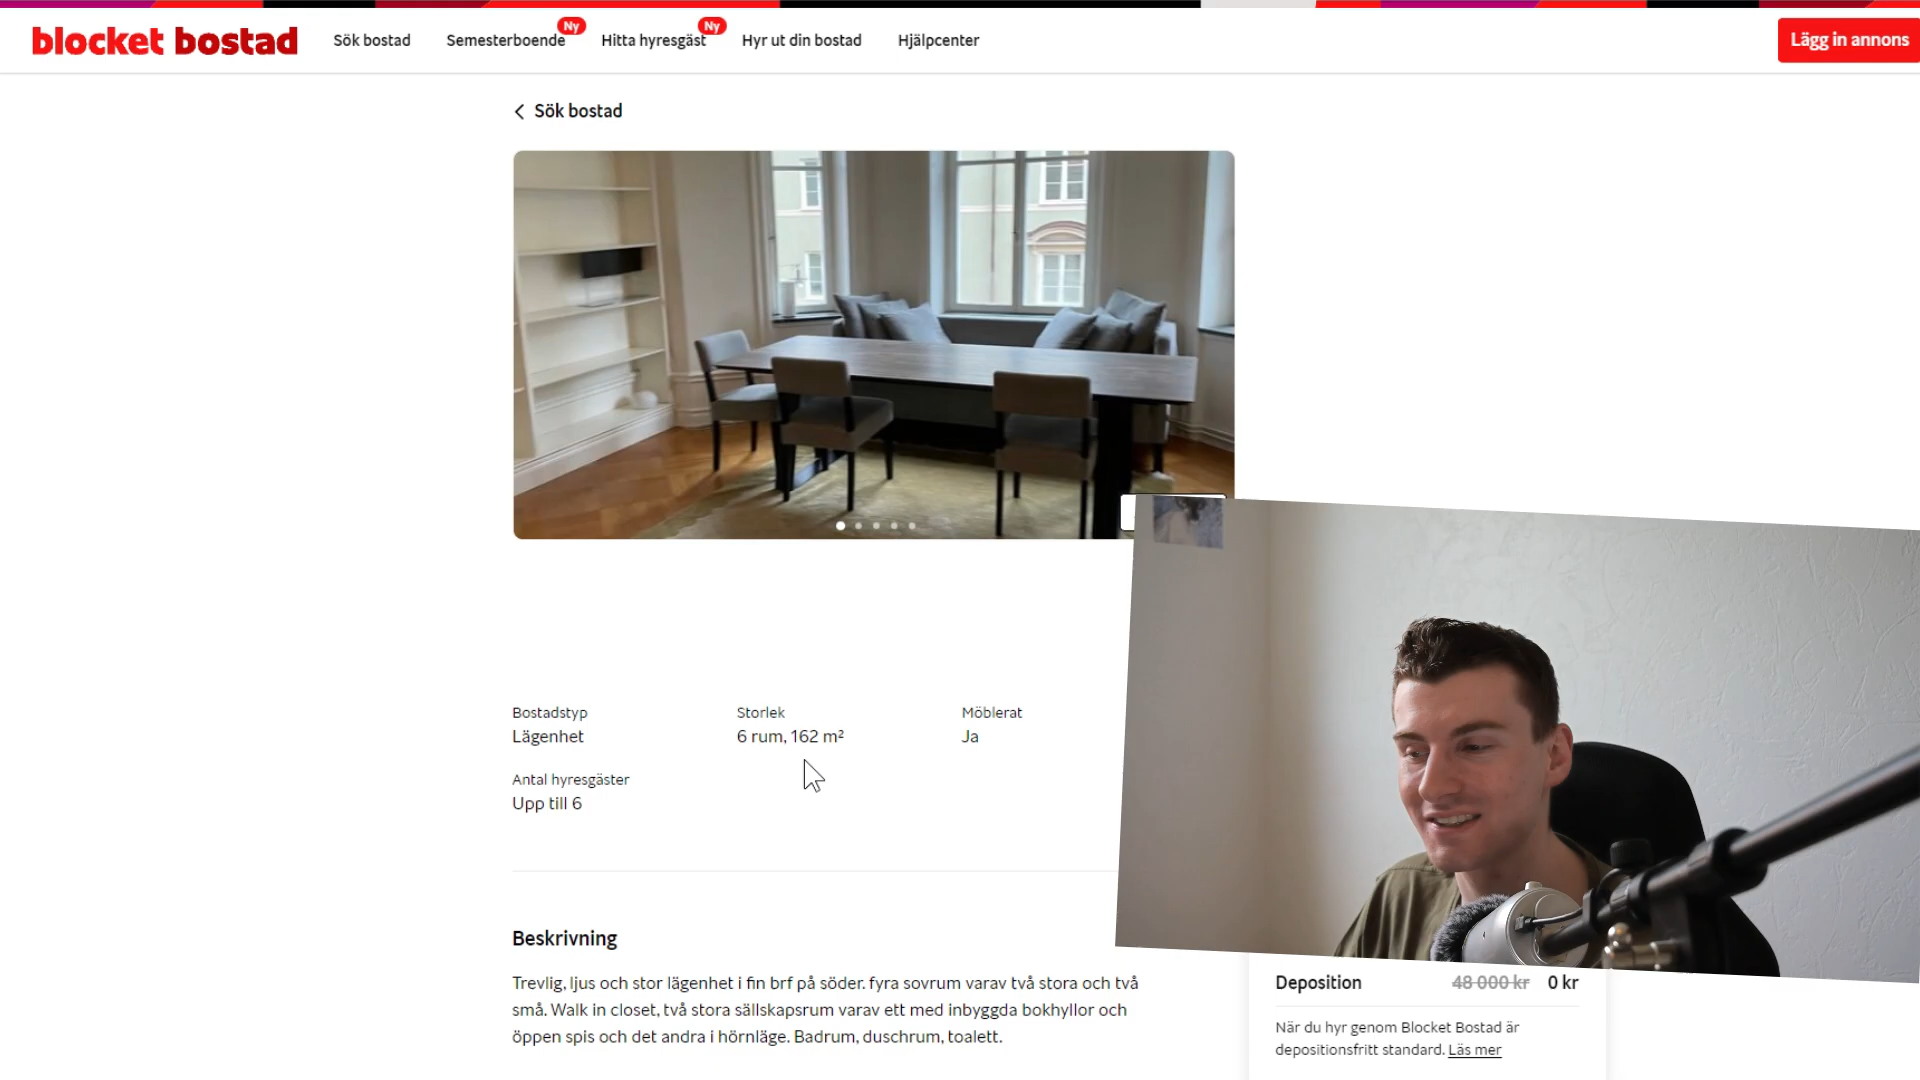 blocket bostad
Sök bostad
Semesterboende
Ny
Hitta hyresgäst
Ny
Hyr ut din bostad
Hjälpcenter
Lägg in annons
Sök bostad
Bostadstyp
Lägenhet
Storlek
6 rum, 162 m²
Möblerat
Ja
Antal hyresgäster
Upp till 6
Beskrivning
Trevlig, ljus och stor lägenhet i fin brf på söder. fyra sovrum varav två stora och två
små. Walk in closet, två stora sällskapsrum varav ett med inbyggda bokhyllor och
öppen spis och det andra i hörnläge. Badrum, duschrum, toalett.
Deposition 48 000 kr 0 kr
När du hyr genom Blocket Bostad är
depositionsfritt standard. Läs mer